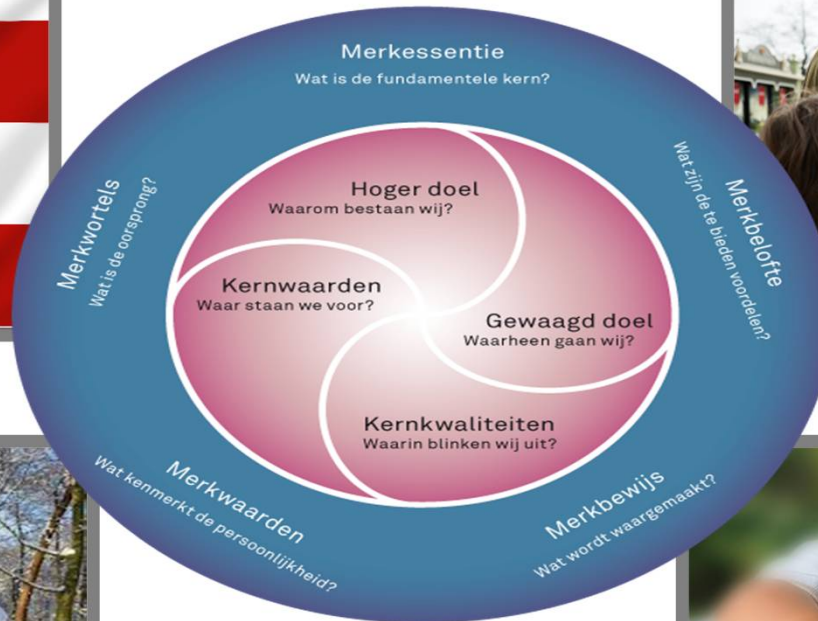 Merkessentie
Wat is de fundamentele kern?
Merkbelofte
Wat zijn de te bieden voordelen?
Merkbewijs
Wat wordt waargemaakt?
Merkwaarden
Wat kenmerkt de persoonlijkheid?
Merkwortels
Wat is de oorsprong?
Hoger doel
Waarom bestaan wij?
Kernwaarden
Waar staan we voor?
Gewaagd doel
Waarheen gaan wij?
Kernkwaliteiten
Waarin blinken wij uit?